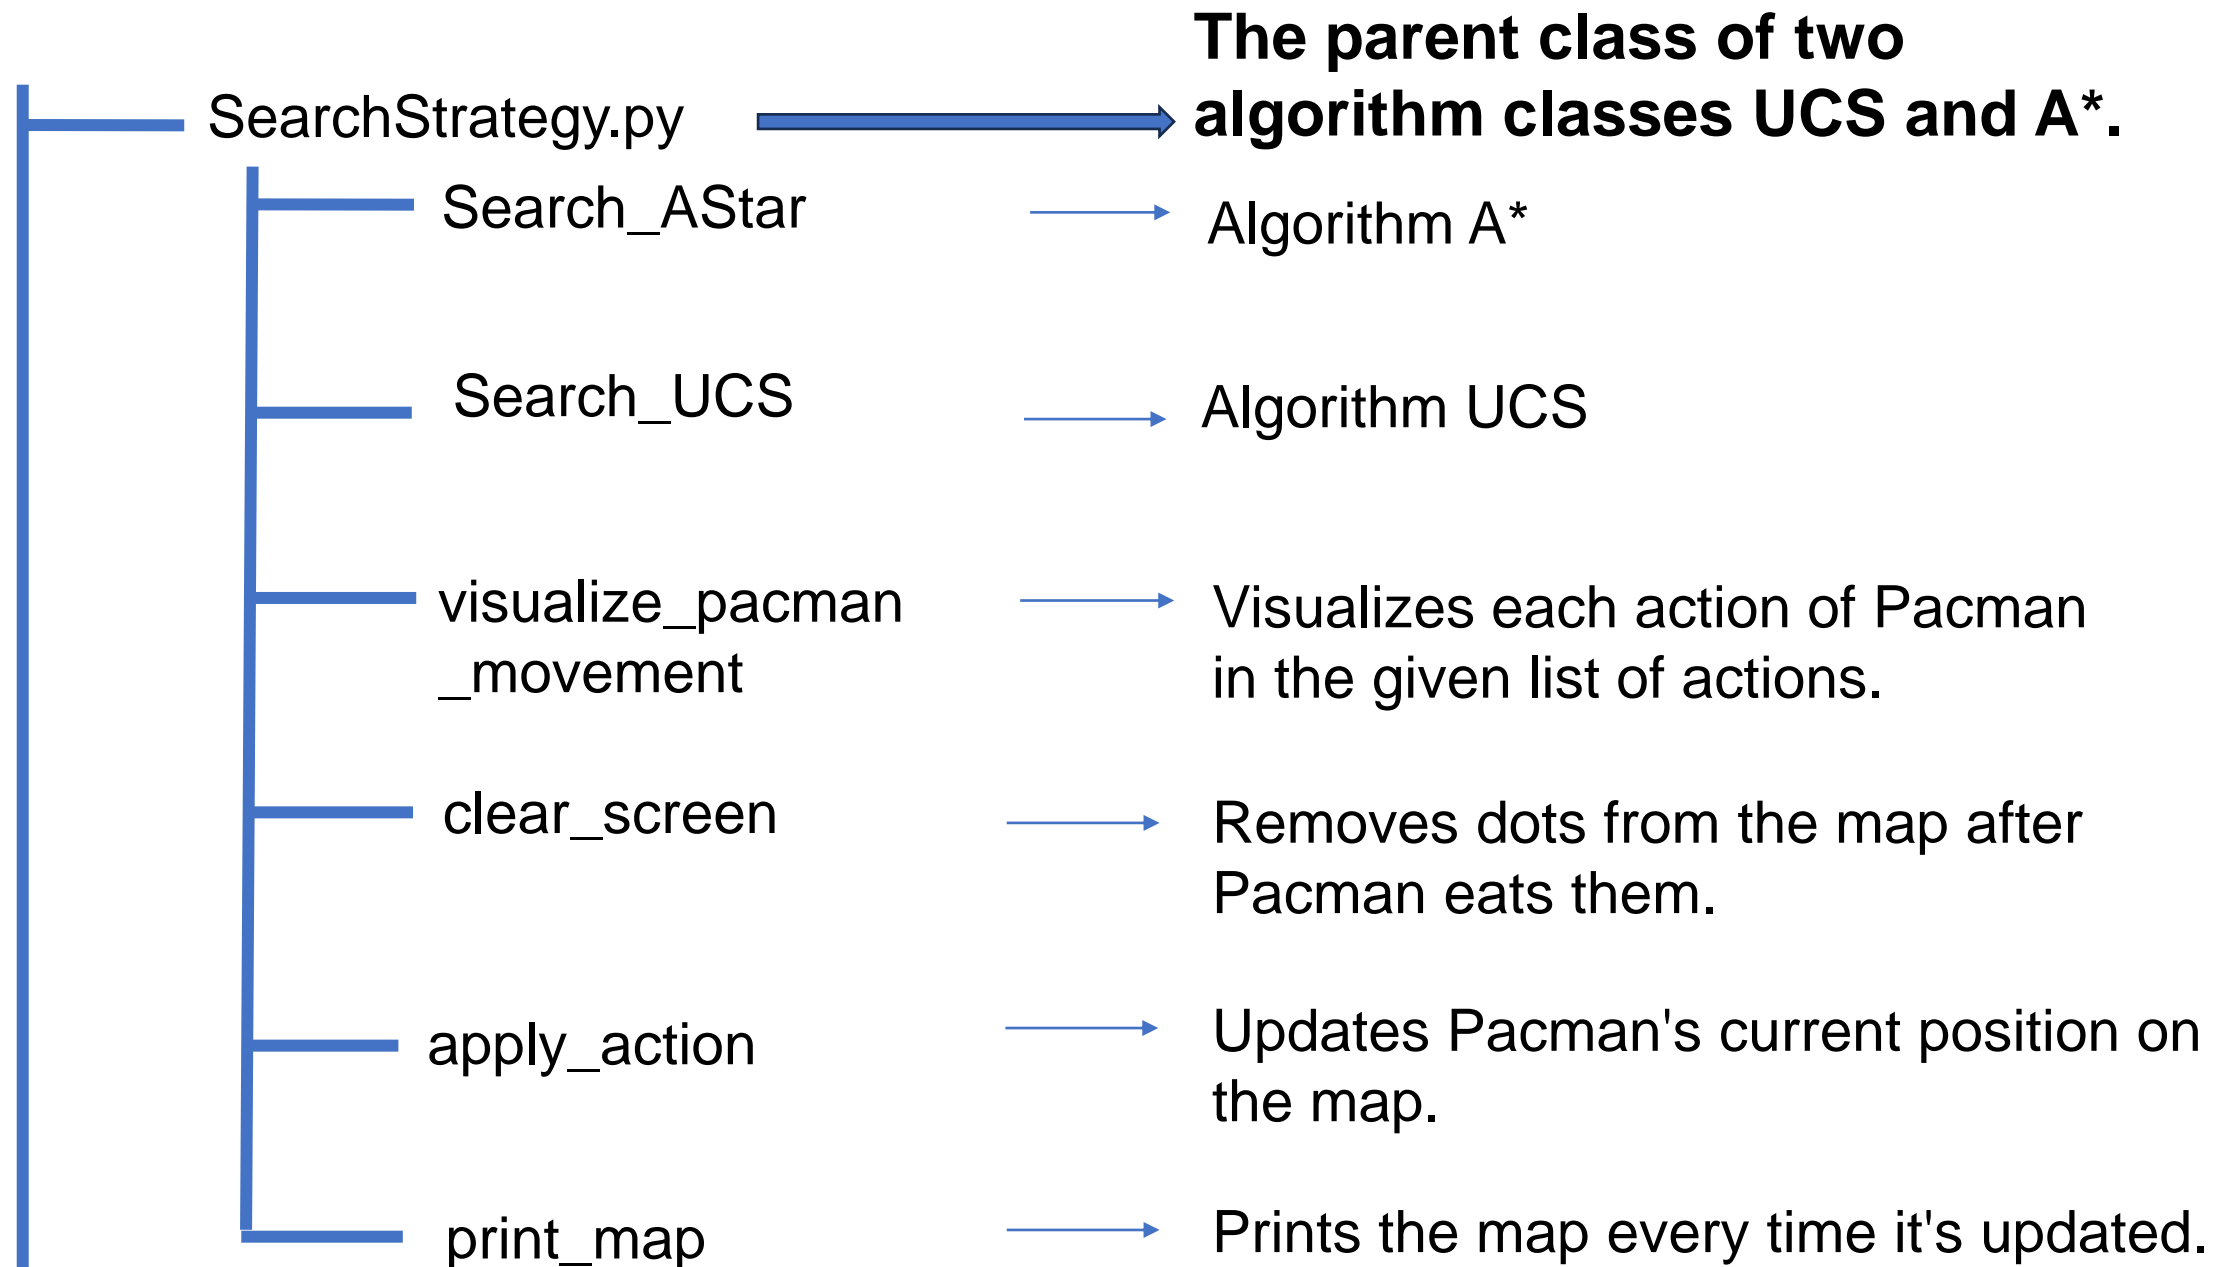 The parent class of two
algorithm classes UCS and A*.
SearchStrategy.py
Search_AStar
Algorithm A*
Search_UCS
Algorithm UCS
visualize_pacman
_movement
Visualizes each action of Pacman
in the given list of actions.
clear_screen
Removes dots from the map after
Pacman eats them.
apply_action
Updates Pacman's current position on
the map.
print_map
Prints the map every time it's updated.